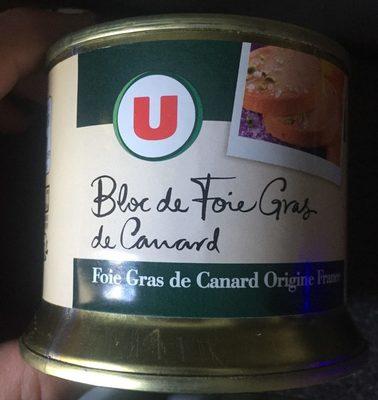 U
Bloc de Foie Gras
de Canard
Foie Gras de Canard Origine France